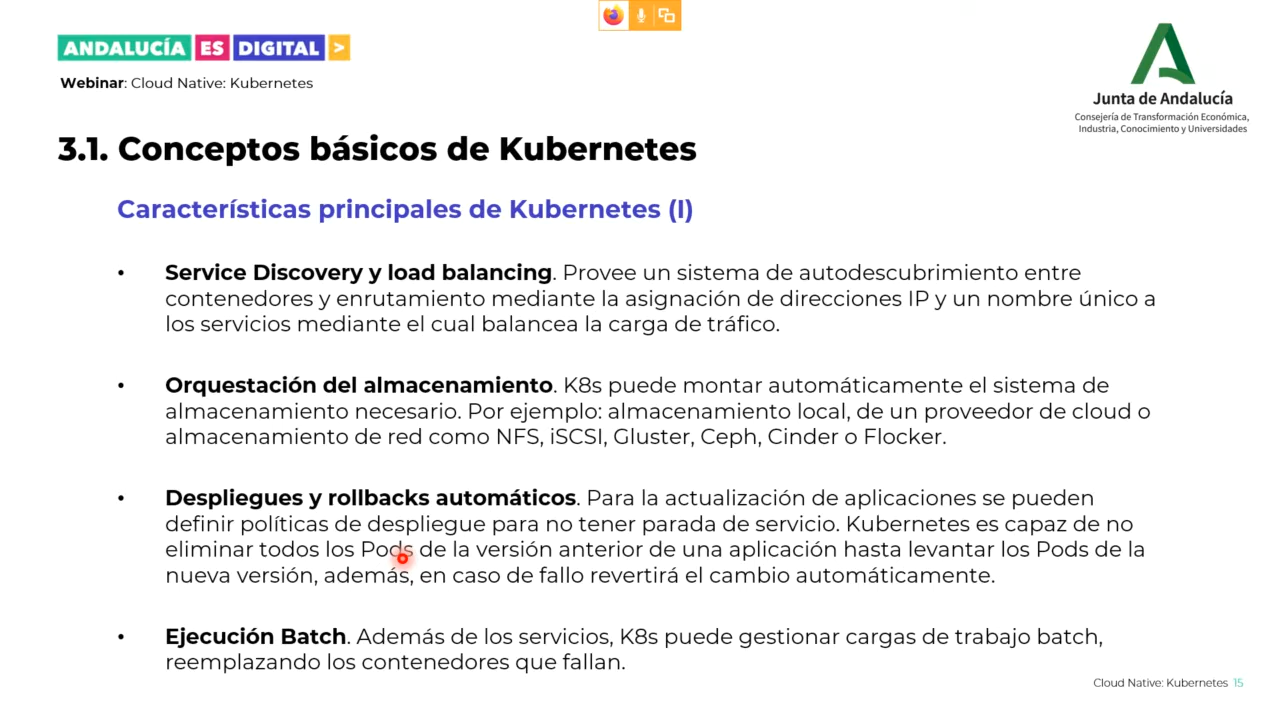 ANDALUCÍA ES DIGITAL >
Webinar: Cloud Native: Kubernetes
Junta de Andalucía
Consejería de Transformación Económica,
Industria, Conocimiento y Universidades
3.1. Conceptos básicos de Kubernetes
Características principales de Kubernetes (I)
• Service Discovery y load balancing. Provee un sistema de autodescubrimiento entre
contenedores y enrutamiento mediante la asignación de direcciones IP y un nombre único a
los servicios mediante el cual balancea la carga de tráfico.
• Orquestación del almacenamiento. K8s puede montar automáticamente el sistema de
almacenamiento necesario. Por ejemplo: almacenamiento local, de un proveedor de cloud o
almacenamiento de red como NFS, iSCSI, Gluster, Ceph, Cinder o Flocker.
• Despliegues y rollbacks automáticos. Para la actualización de aplicaciones se pueden
definir políticas de despliegue para no tener parada de servicio. Kubernetes es capaz de no
eliminar todos los Pods de la versión anterior de una aplicación hasta levantar los Pods de la
nueva versión, además, en caso de fallo revertirá el cambio automáticamente.
• Ejecución Batch. Además de los servicios, K8s puede gestionar cargas de trabajo batch,
reemplazando los contenedores que fallan.
Cloud Native: Kubernetes 15